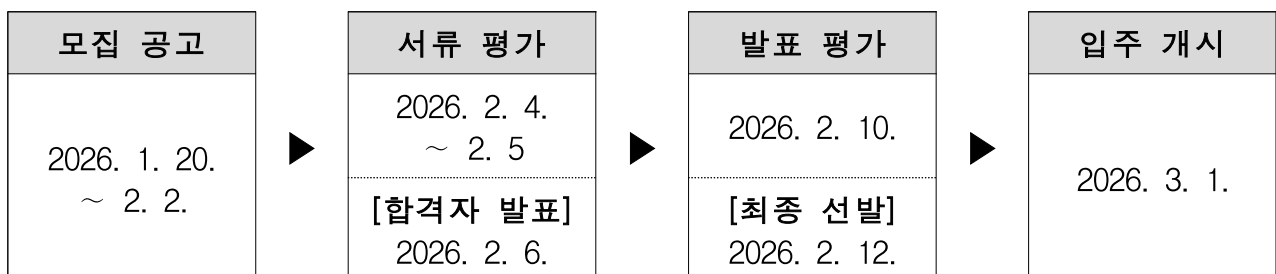 모집 공고
2026. 1. 20.
~ 2. 2.
▶
서류 평가
2026. 2. 4.
~ 2. 5
[합격자 발표]
2026. 2. 6.
▶
발표 평가
2026. 2. 10.
[최종 선발]
2026. 2. 12.
▶
입주 개시
2026. 3. 1.